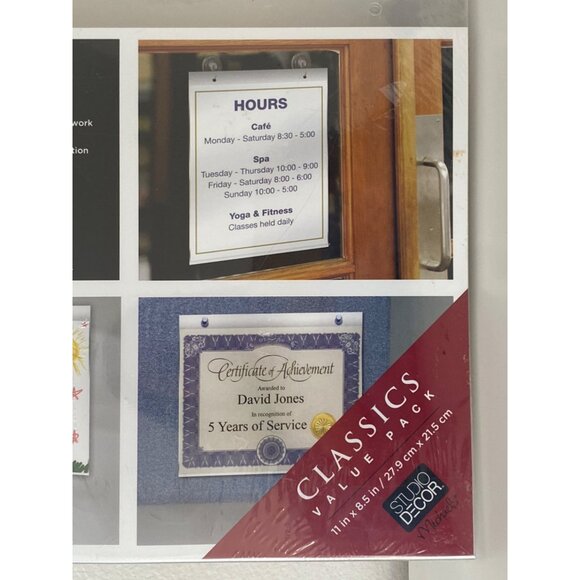 work
tion
HOURS
Café
Monday - Saturday 8:30 - 5:00
Spa
Tuesday - Thursday 10:00 - 9:00
Friday - Saturday 8:00 - 6:00
Sunday 10:00 - 5:00
Yoga & Fitness
Classes held daily
Certificate of Achievement
Awarded to
David Jones
In recognition of
5 Years of Service
CLASSICS
VALUE PACK
11 in x 8.5 in / 27.9 cm x 21.5 cm
STUDIO
DECOR
Michaels